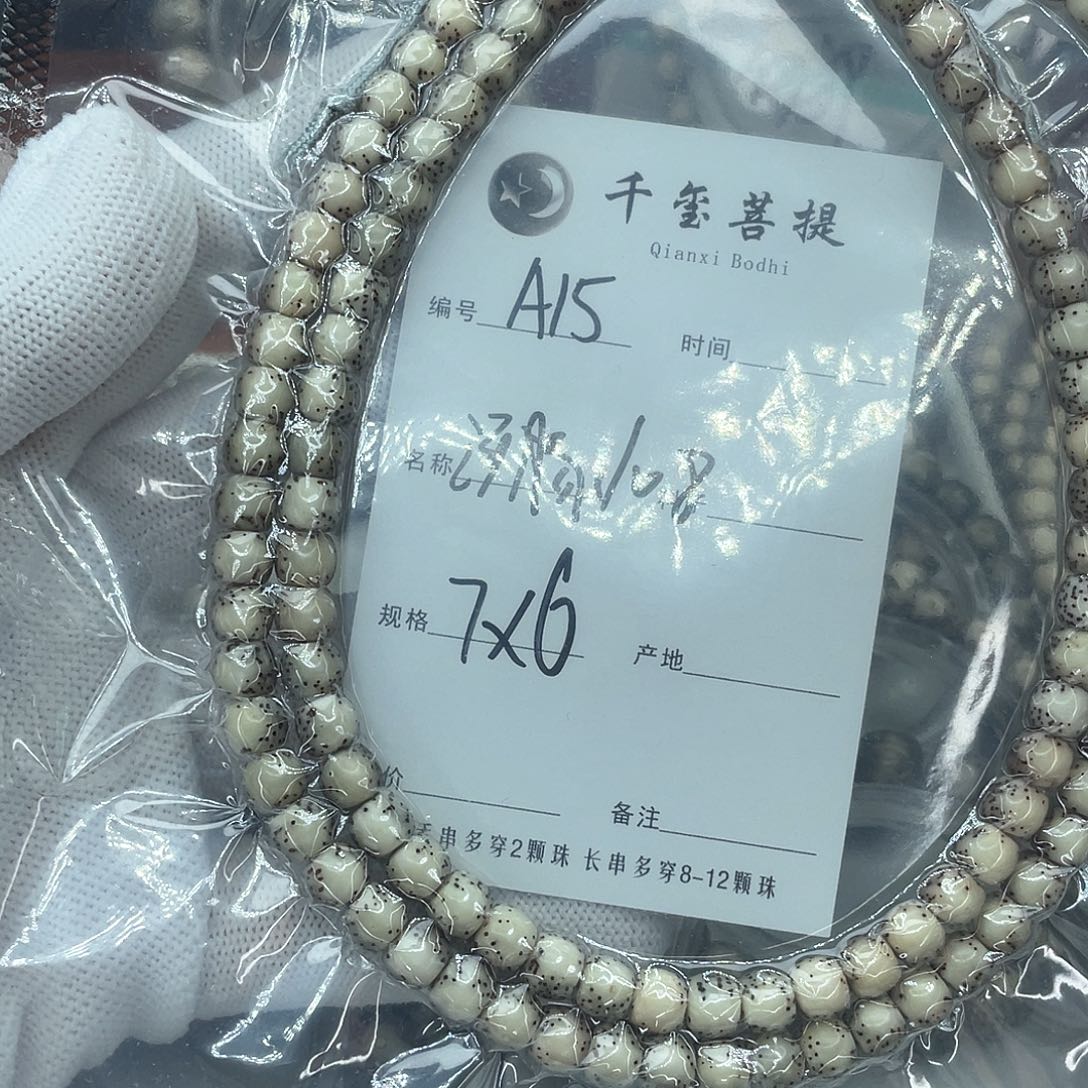 千玺菩提
Qianxi Bodhi
编号 A15 时间
名称 108
规格 7x6 产地
价 备注
串多穿2颗珠 长串多穿8-12颗珠